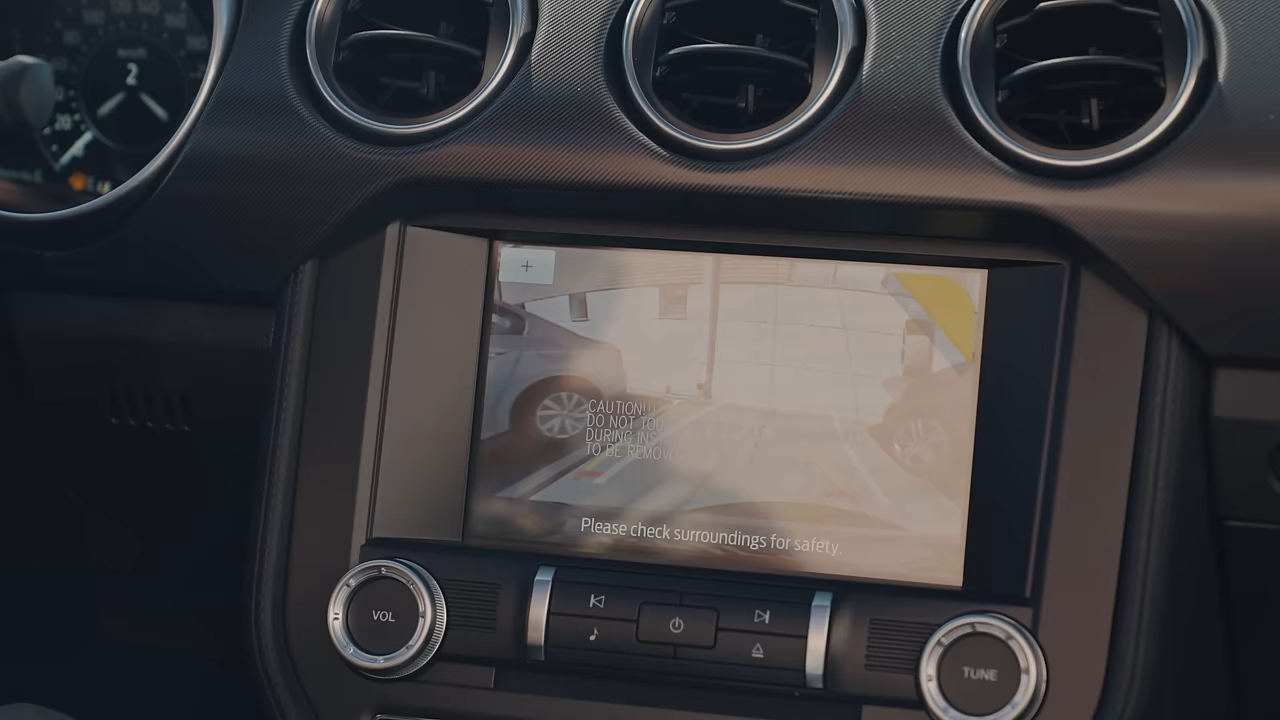 2
CAUTION!!!
DO NOT TOU
DURING INS
TO BE REMOV
Please check surroundings for safety.
VOL
TUNE